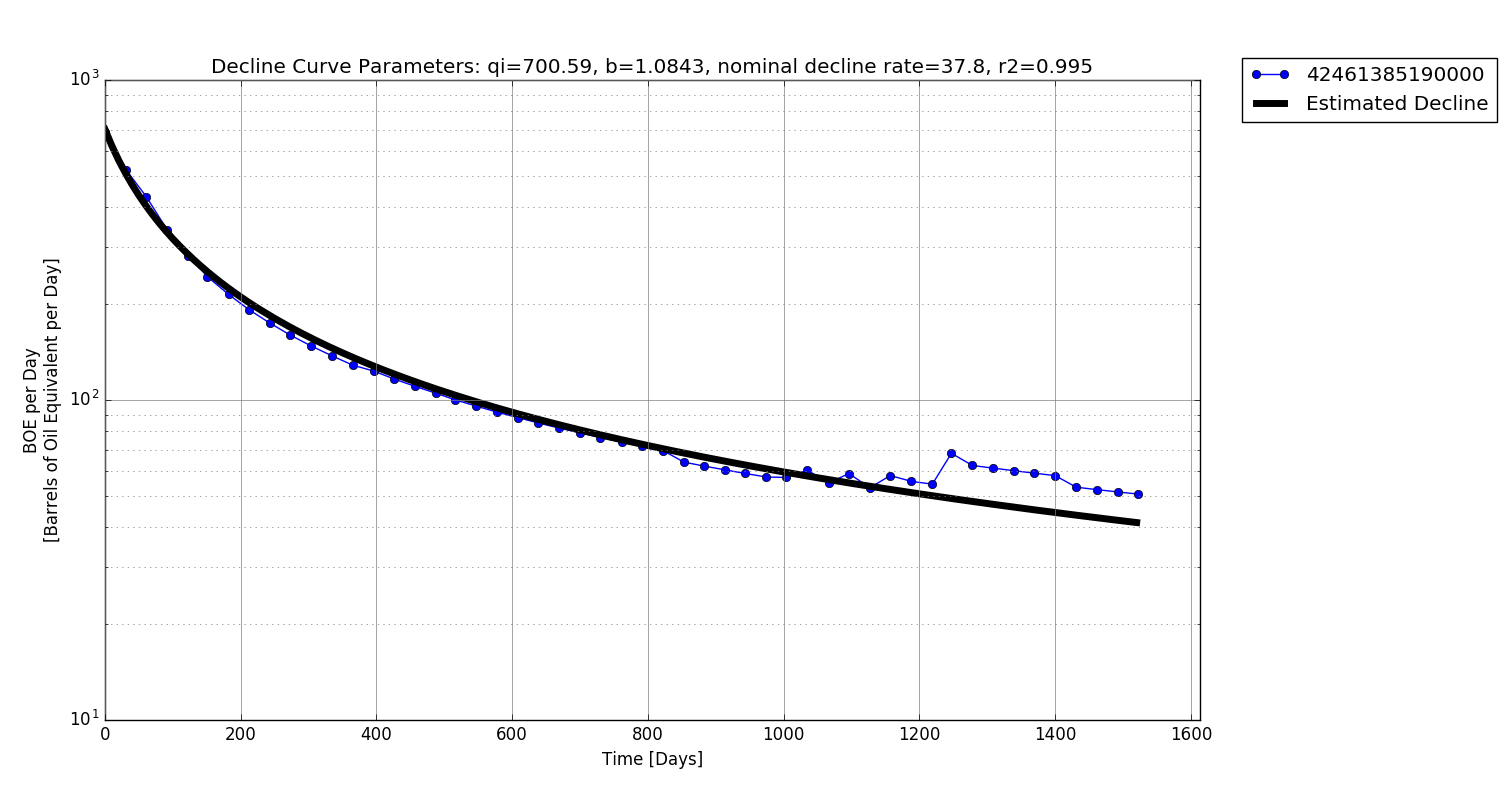 Decline Curve Parameters: qi=700.59, b=1.0843, nominal decline rate=37.8, r2=0.995
42461385190000
Estimated Decline
BOE per Day
[Barrels of Oil Equivalent per Day]
10³
10²
10¹
0 200 400 600 800 1000 1200 1400 1600
Time [Days]